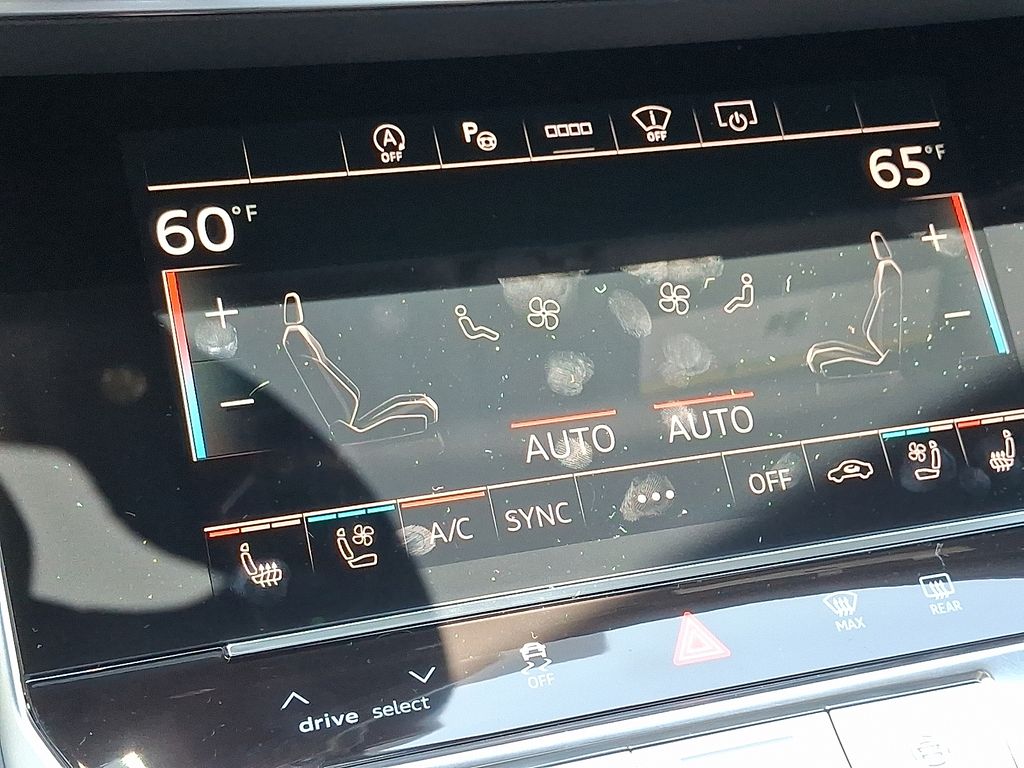 A
OFF
P
OFF
60°F
65°F
+
+
−
−
AUTO
AUTO
A/C
SYNC
•••
OFF
OFF
MAX
REAR
drive select